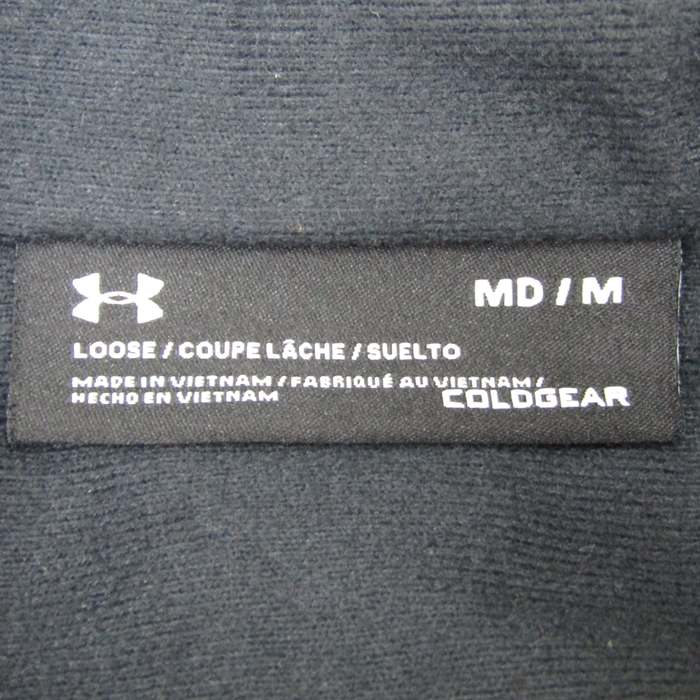 MD / M
LOOSE / COUPE LÂCHE / SUELTO
MADE IN VIETNAM / FABRIQUÉ AU VIETNAM /
HECHO EN VIETNAM
COLDGEAR